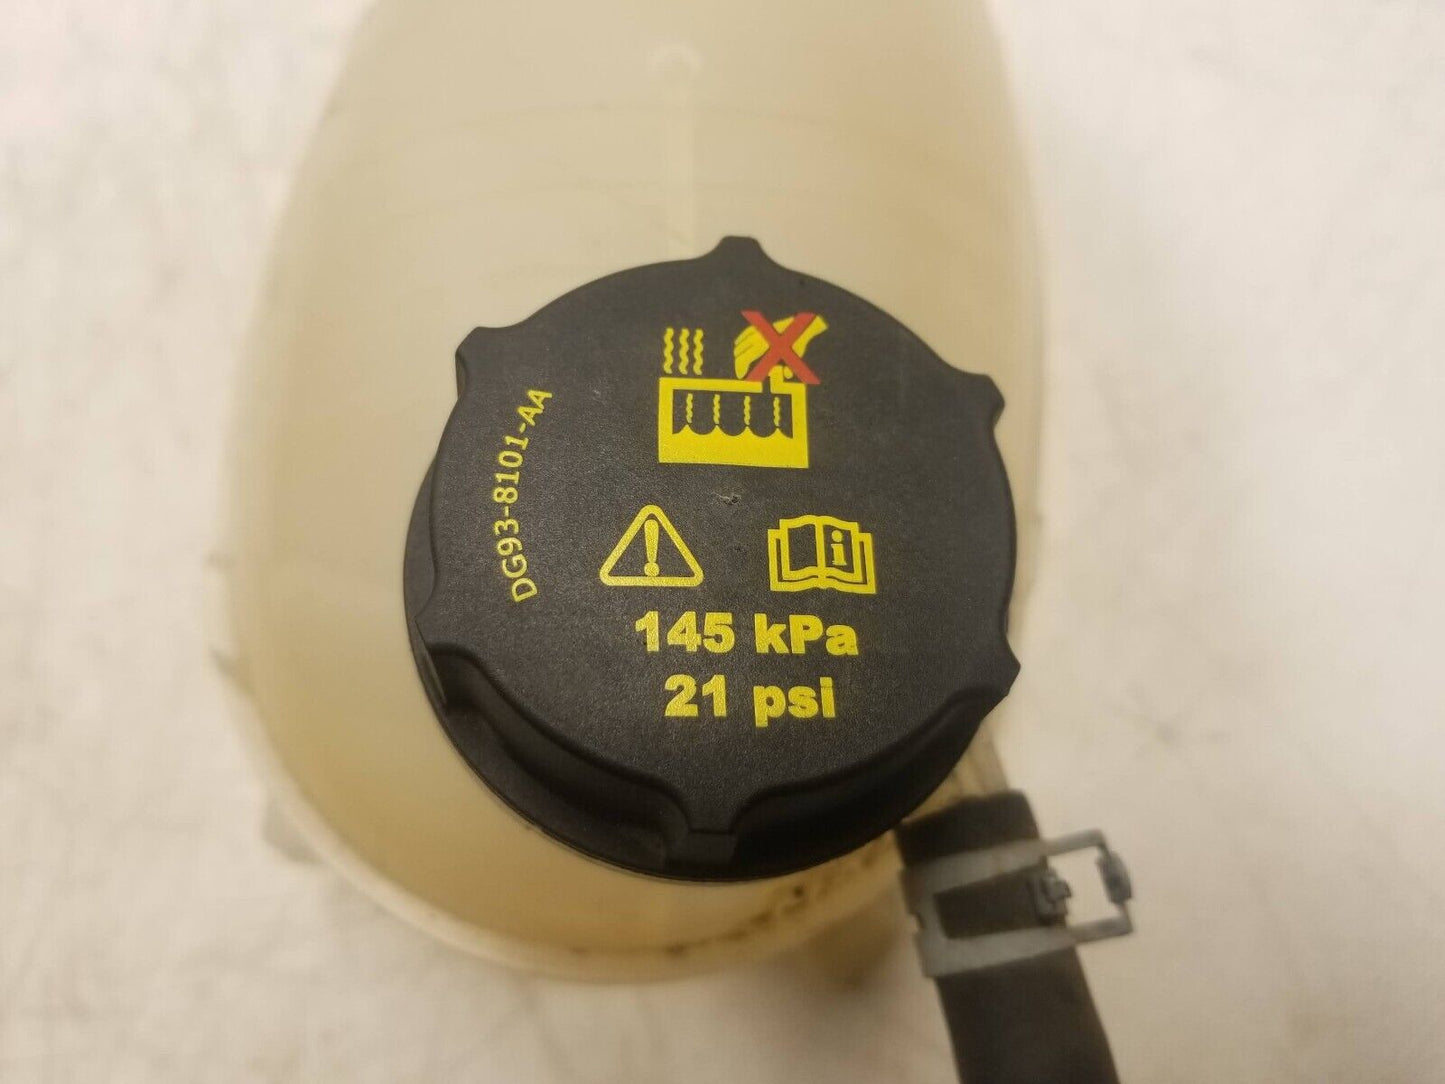 DG93-8101-AA
i
145 kPa
21 psi